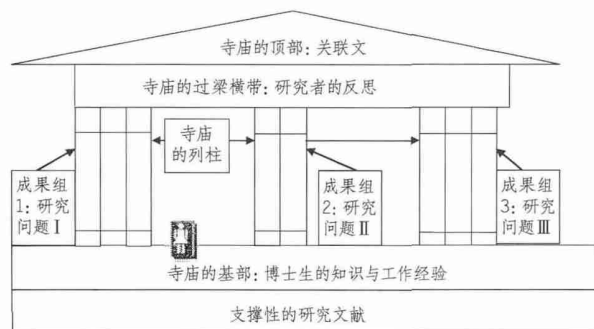 寺庙的顶部：关联文
寺庙的过梁横带：研究者的反思
寺庙
的列柱
成果组
1：研究
问题Ⅰ
成果组
2：研究
问题Ⅱ
成果组
3：研究
问题Ⅲ
寺庙的基部：博士生的知识与工作经验
支撑性的研究文献